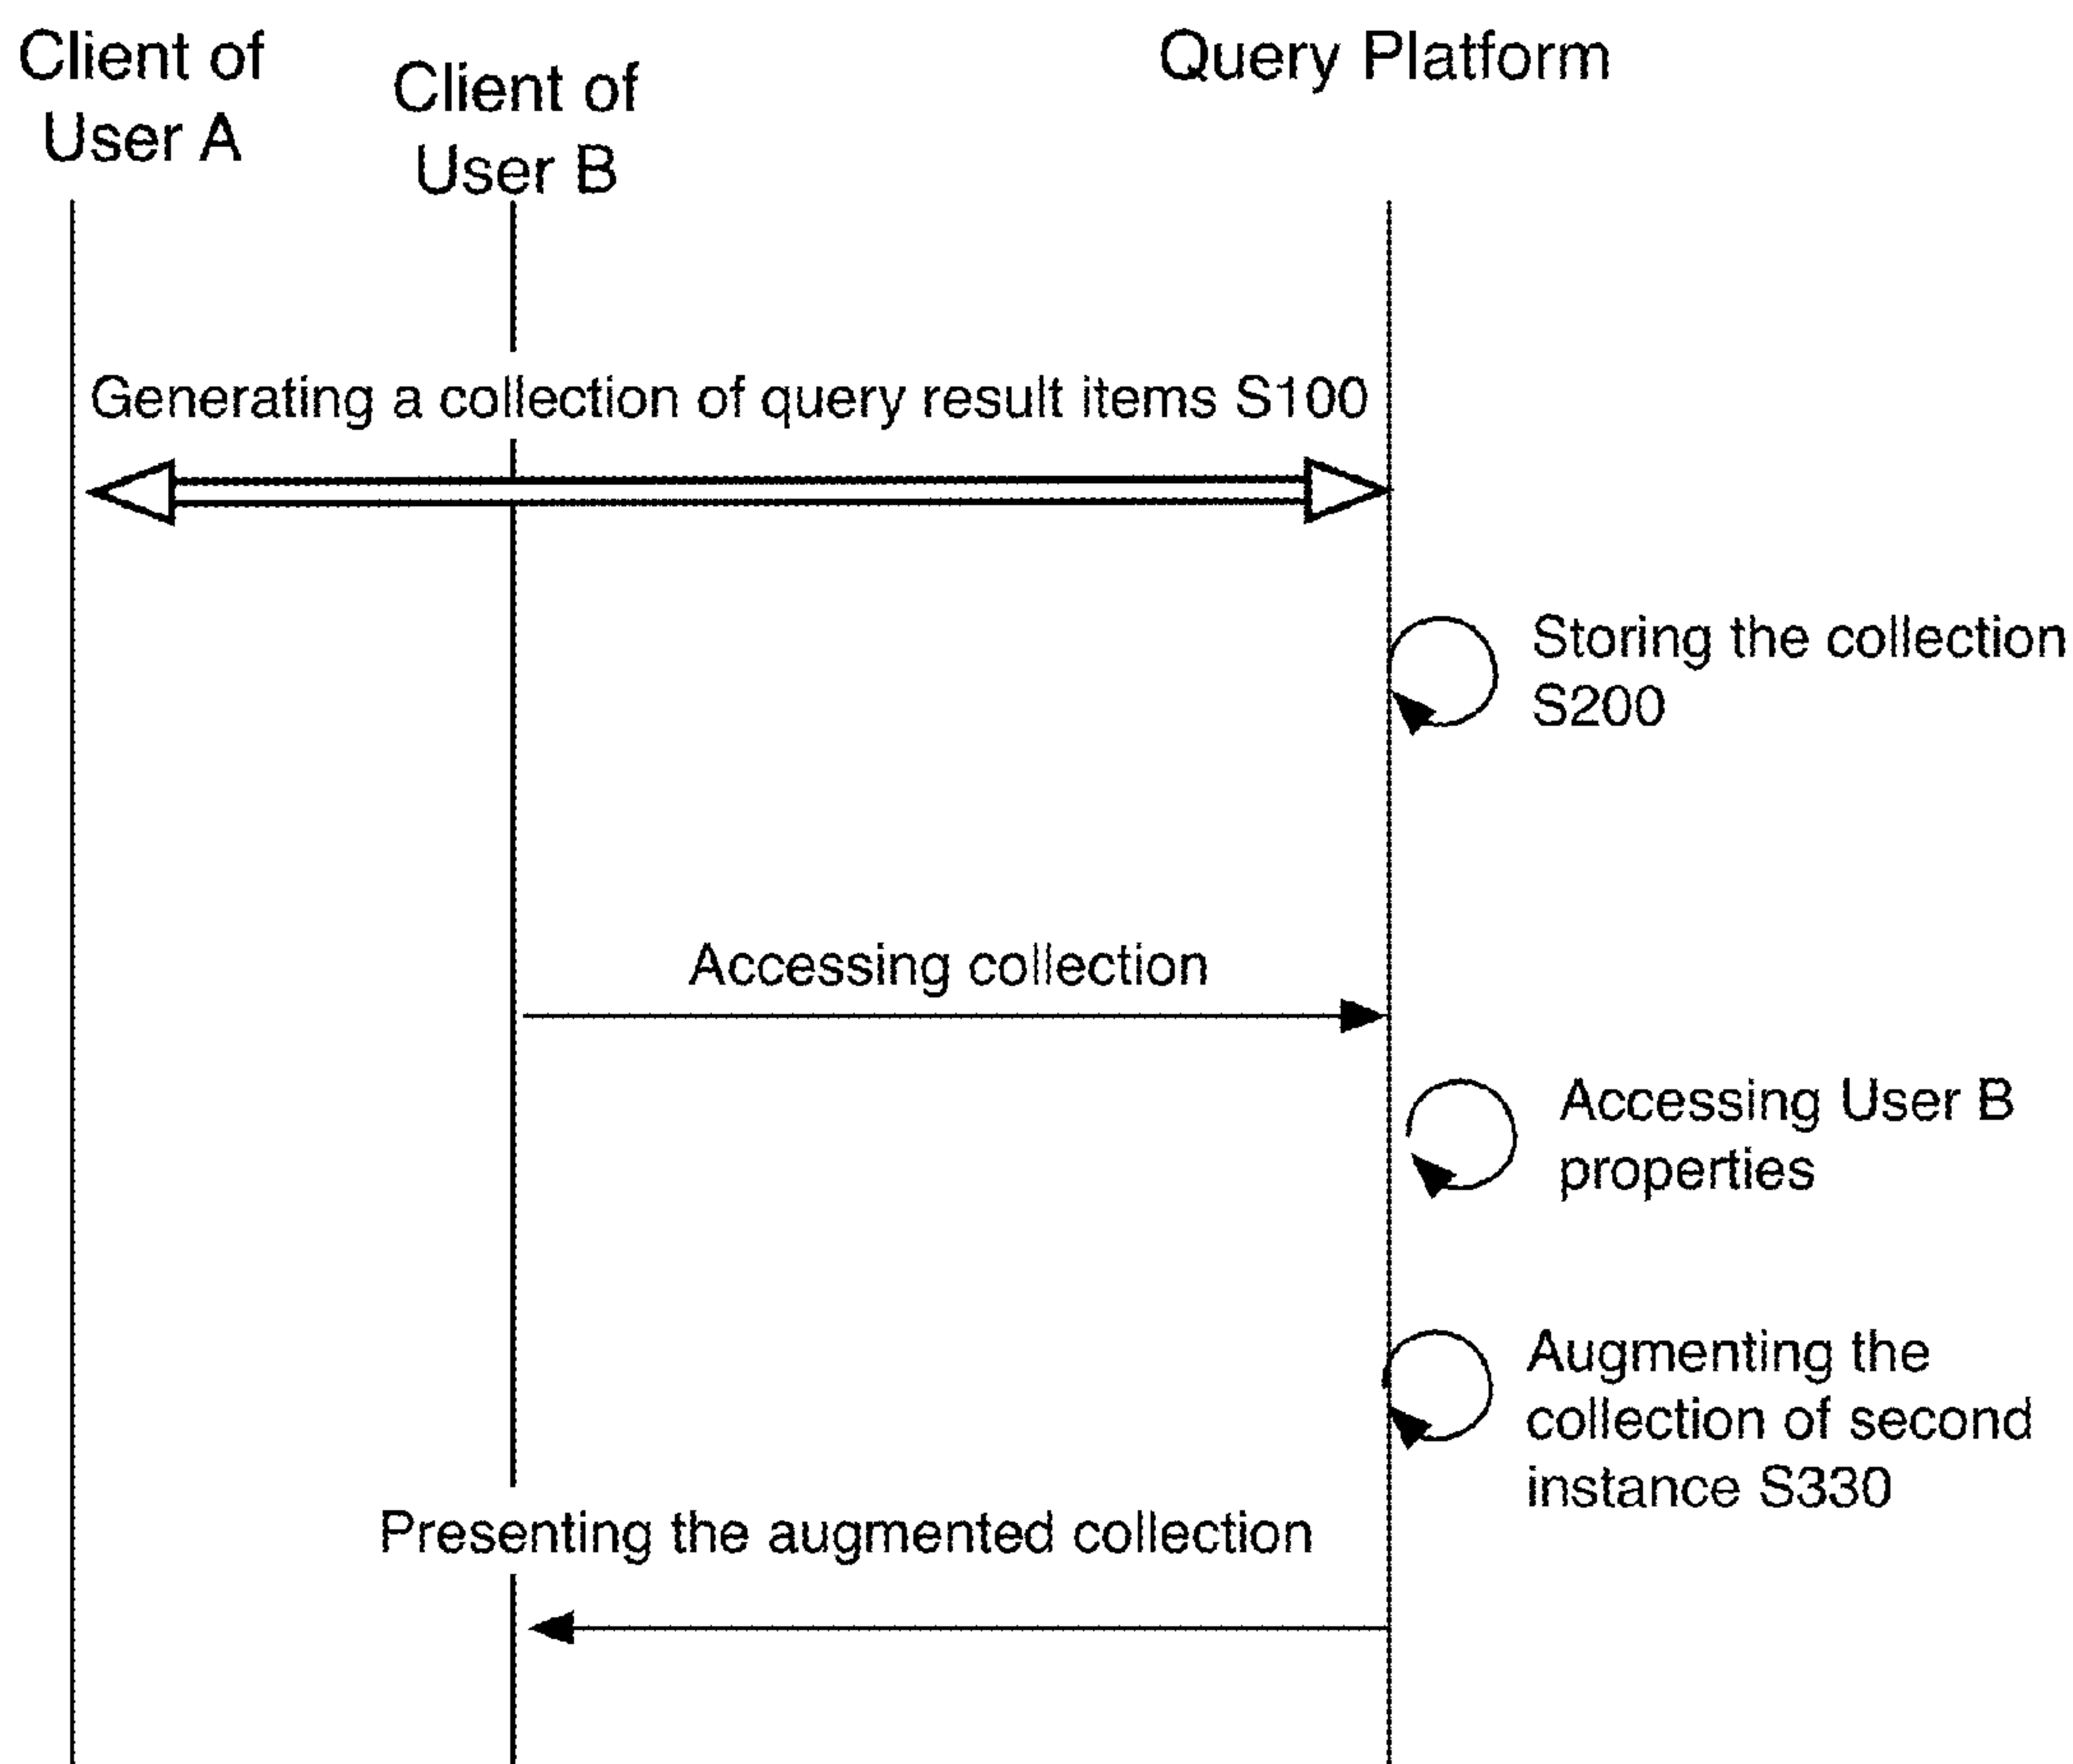 Client of
User A
Client of
User B
Query Platform
Generating a collection of query result items S100
Storing the collection
S200
Accessing collection
Accessing User B
properties
Augmenting the
collection of second
instance S330
Presenting the augmented collection